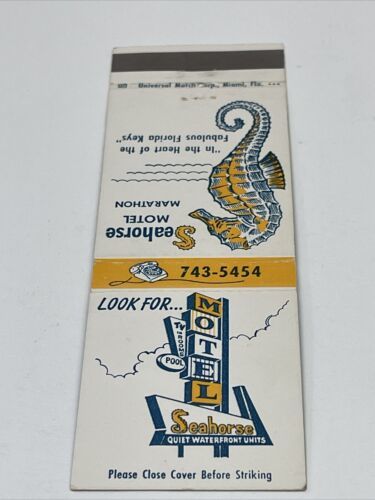 UD Universal Match Corp., Miami, Fla.
"In the Heart of the
Fabulous Florida Keys"
Seahorse
MOTEL
MARATHON
743-5454
LOOK FOR...
MOTEL
TV
POOL
Seahorse
QUIET WATERFRONT UNITS
Please Close Cover Before Striking